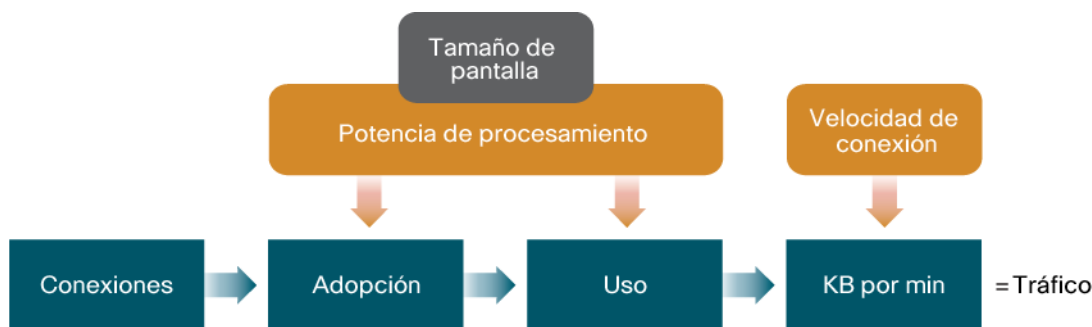 Tamaño de
pantalla
Potencia de procesamiento
Velocidad de
conexión
Conexiones
Adopción
Uso
KB por min
= Tráfico